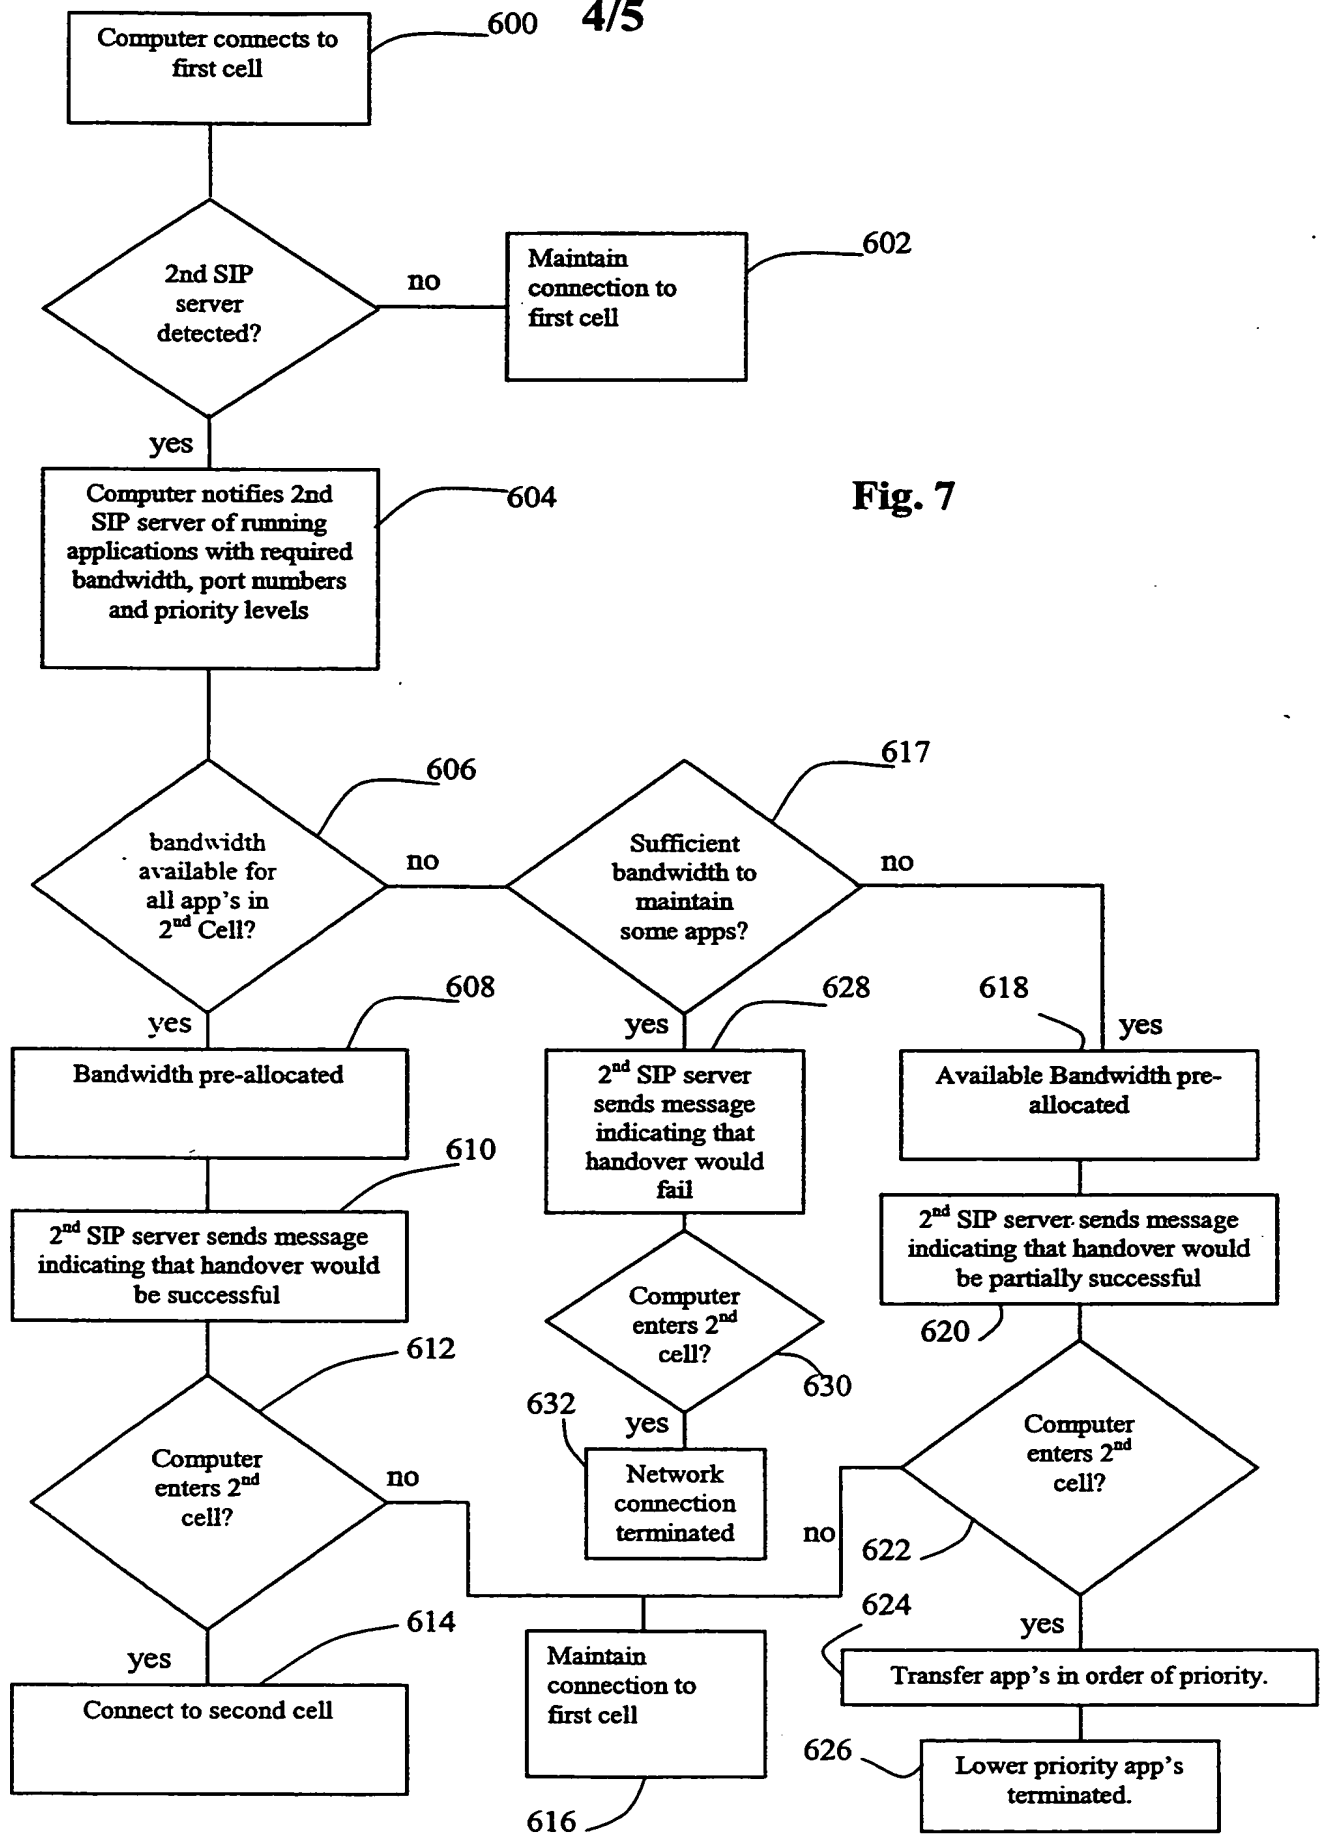 4/5
600
Computer connects to
first cell
602
2nd SIP
server
detected?
no
Maintain
connection to
first cell
yes
604
Computer notifies 2nd
SIP server of running
applications with required
bandwidth, port numbers
and priority levels
Fig. 7
606
617
bandwidth
available for
all app's in
2nd Cell?
no
Sufficient
bandwidth to
maintain
some apps?
no
608
628
618
yes
yes
yes
Bandwidth pre-allocated
2nd SIP server
sends message
indicating that
handover would
fail
Available Bandwidth pre-
allocated
610
2nd SIP server sends message
indicating that handover would
be successful
2nd SIP server sends message
indicating that handover would
be partially successful
620
612
Computer
enters 2nd
cell?
630
632
yes
Computer
enters 2nd
cell?
no
Network
connection
terminated
Computer
enters 2nd
cell?
no
622
624
614
yes
yes
Connect to second cell
Maintain
connection to
first cell
616
Transfer app's in order of priority.
626
Lower priority app's
terminated.